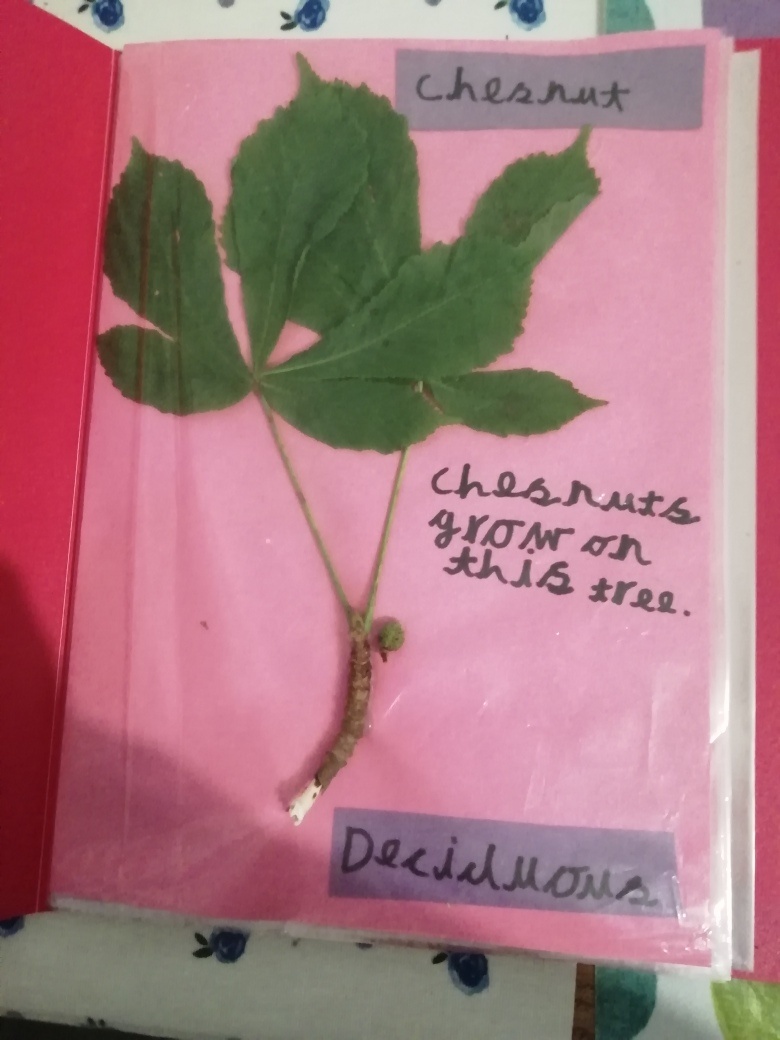 Chesnut
Chesnuts
grow on
this tree.
Deciduous